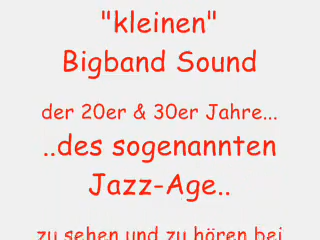 "kleinen"
Bigband Sound
der 20er & 30er Jahre...
..des sogenannten
Jazz-Age..
zu sehen und zu hören bei